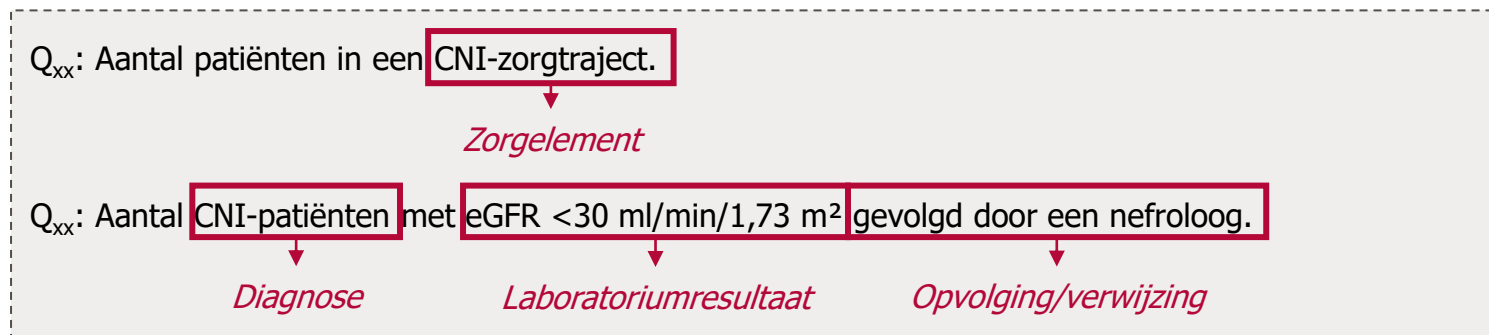 Qxx: Aantal patiënten in een CNI-zorgtraject.
Zorgelement
Qxx: Aantal CNI-patiënten met eGFR <30 ml/min/1,73 m² gevolgd door een nefroloog.
Diagnose Laboratoriumresultaat Opvolging/verwijzing